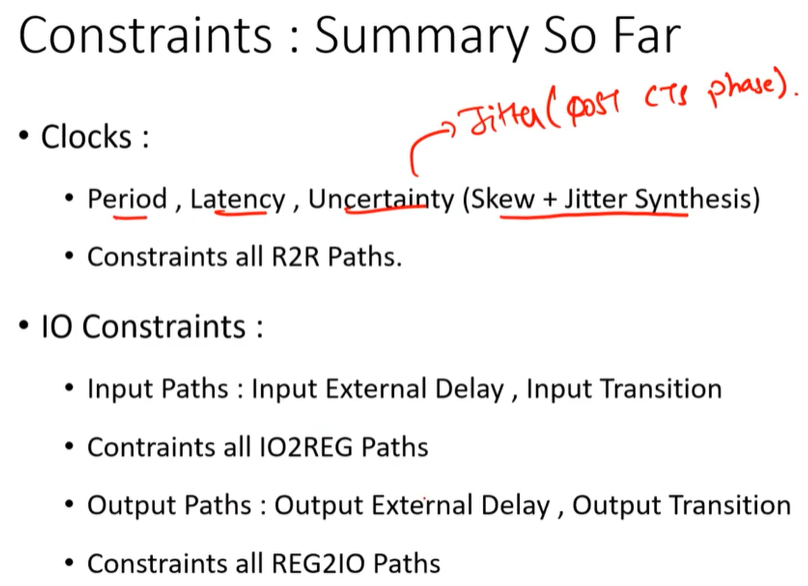 Constraints : Summary So Far
Jitter (post CTS phase).
• Clocks :
• Period , Latency , Uncertainty (Skew + Jitter Synthesis)
• Constraints all R2R Paths.
• IO Constraints :
• Input Paths : Input External Delay , Input Transition
• Contraints all IO2REG Paths
• Output Paths : Output External Delay , Output Transition
• Constraints all REG2IO Paths